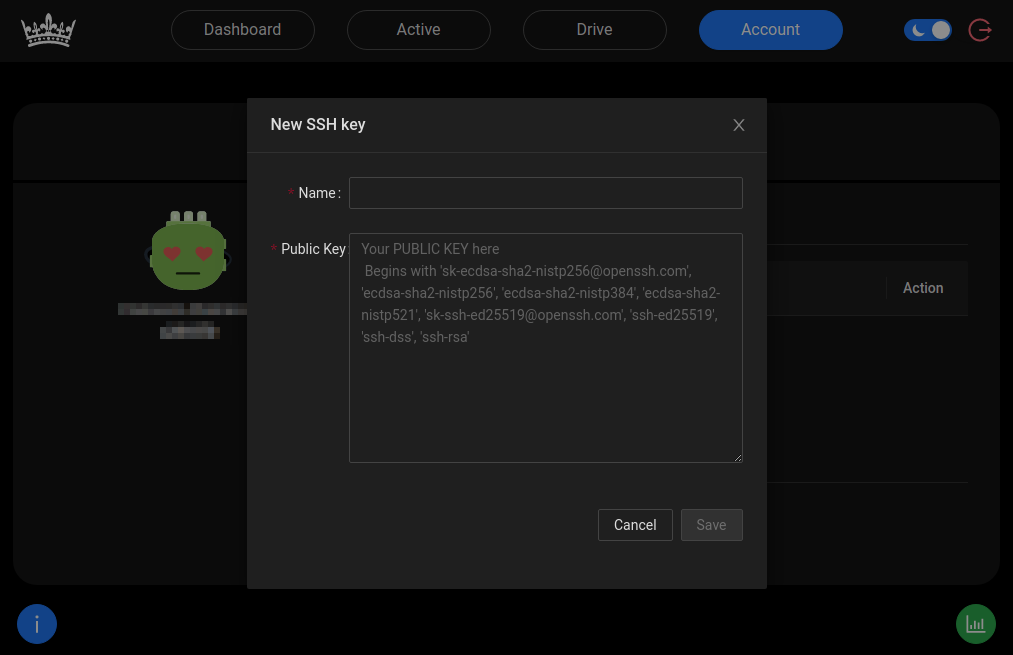 Dashboard
Active
Drive
Account
New SSH key
* Name:
* Public Key
Your PUBLIC KEY here
Begins with 'sk-ecdsa-sha2-nistp256@openssh.com',
'ecdsa-sha2-nistp256', 'ecdsa-sha2-nistp384', 'ecdsa-sha2-
nistp521', 'sk-ssh-ed25519@openssh.com', 'ssh-ed25519',
'ssh-dss', 'ssh-rsa'
Action
Cancel
Save